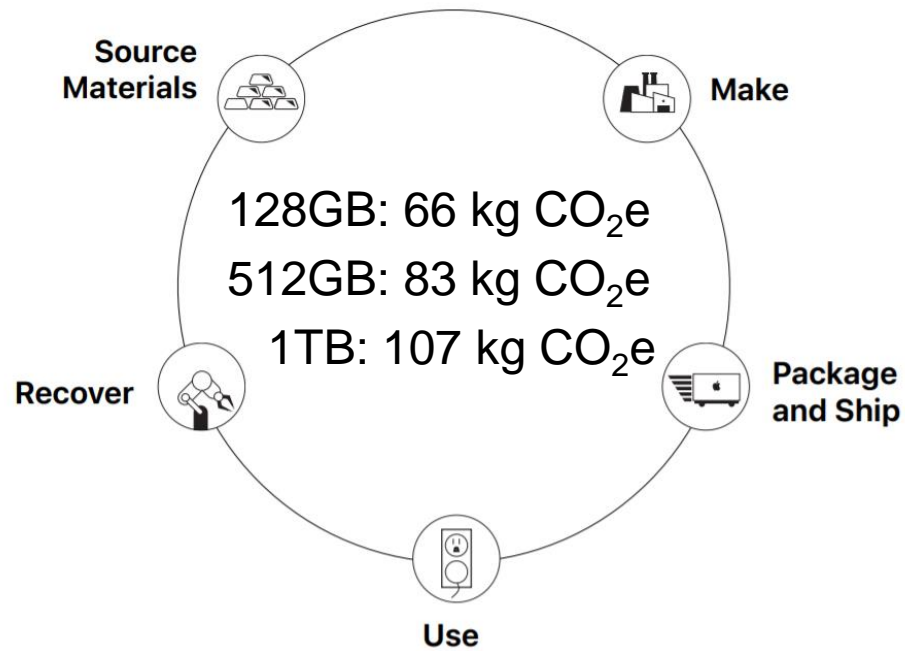 Source
Materials
Make
128GB: 66 kg CO₂e
512GB: 83 kg CO₂e
1TB: 107 kg CO₂e
Recover
Package
and Ship
Use